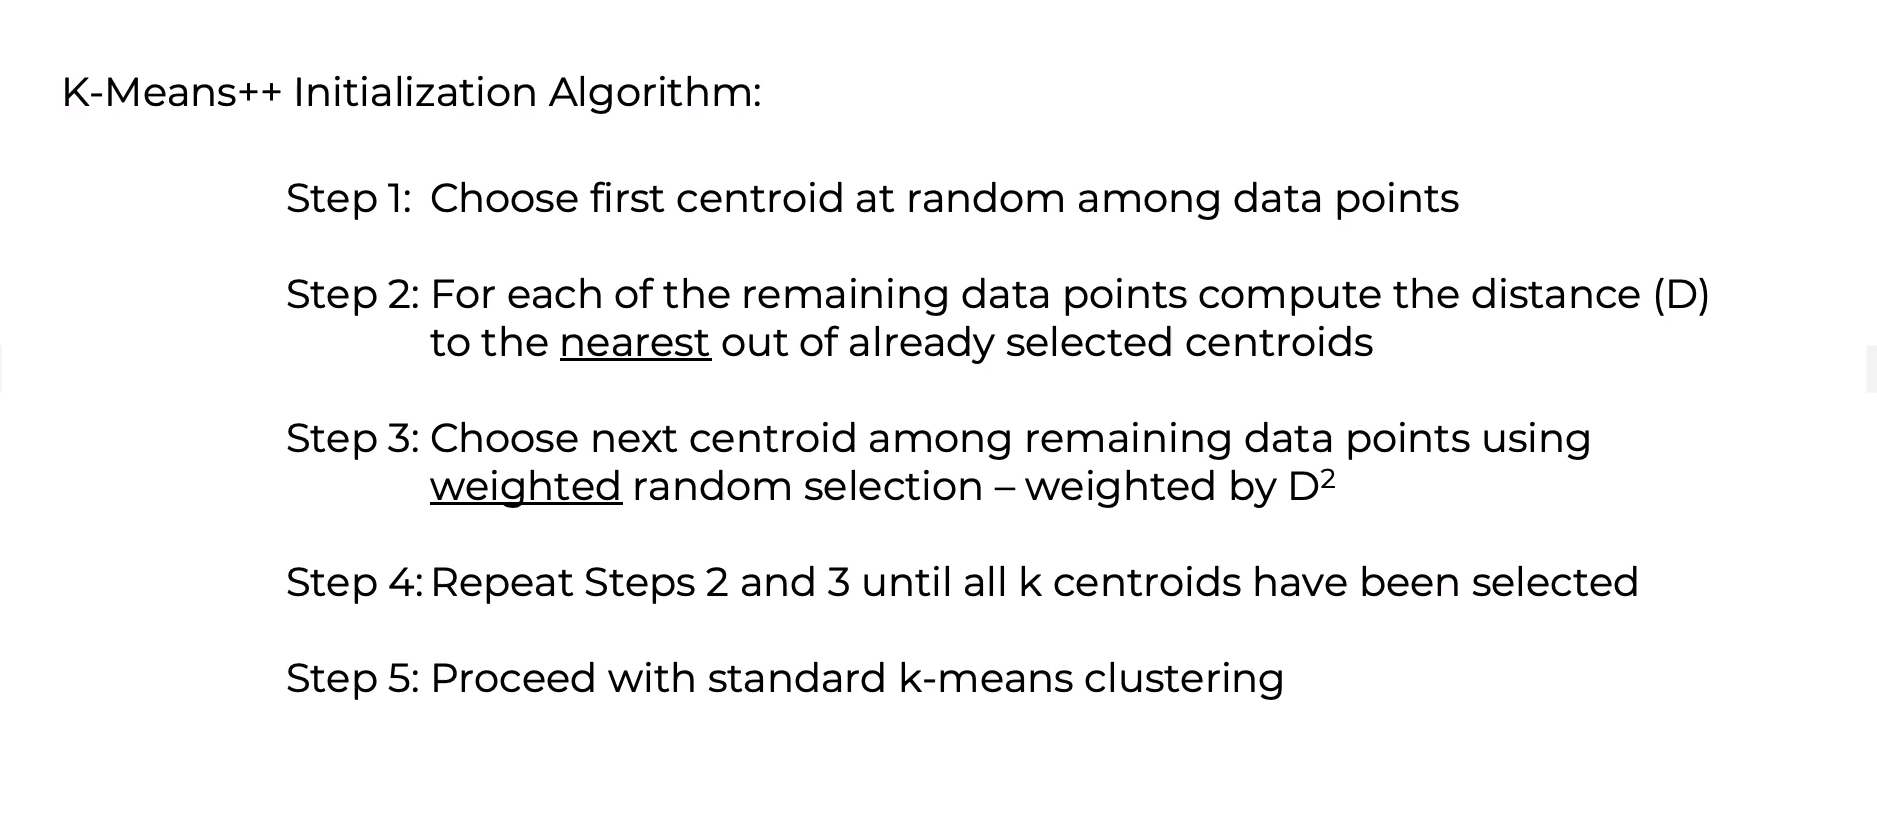 K-Means++ Initialization Algorithm:
Step 1: Choose first centroid at random among data points
Step 2: For each of the remaining data points compute the distance (D)
to the nearest out of already selected centroids
Step 3: Choose next centroid among remaining data points using
weighted random selection – weighted by D²
Step 4: Repeat Steps 2 and 3 until all k centroids have been selected
Step 5: Proceed with standard k-means clustering